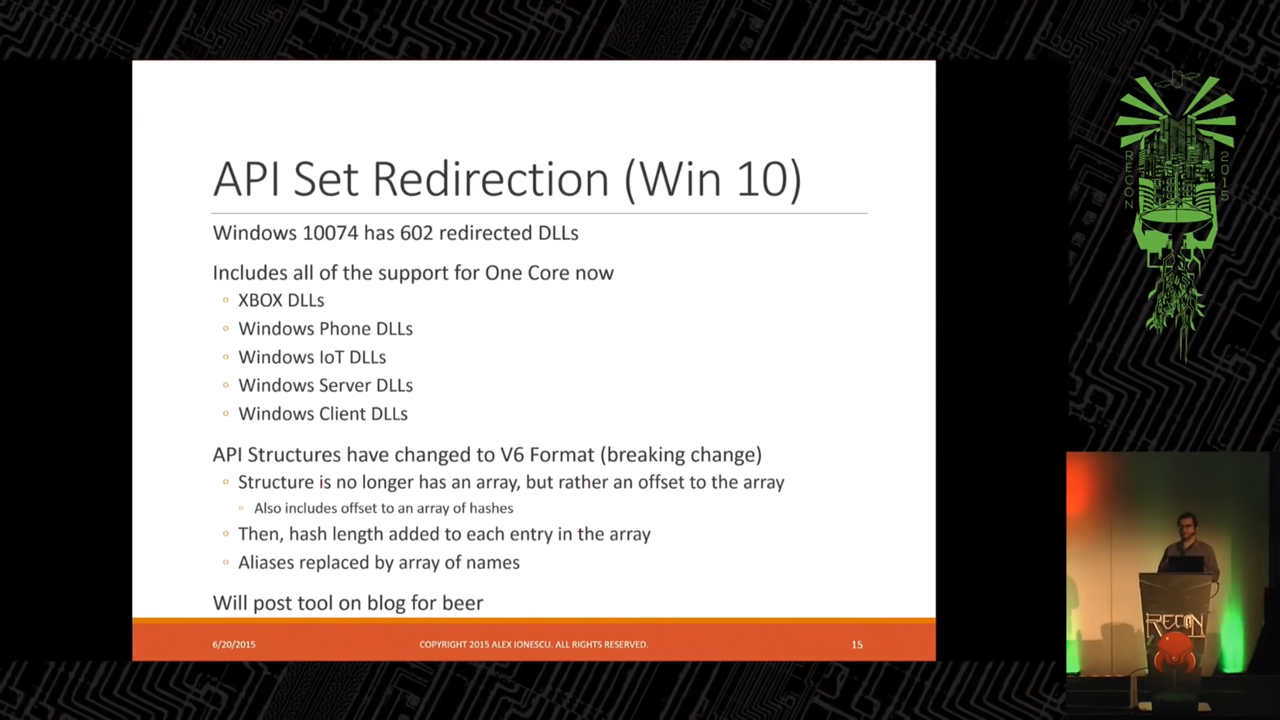 API Set Redirection (Win 10)
Windows 10074 has 602 redirected DLLs
Includes all of the support for One Core now
XBOX DLLs
Windows Phone DLLs
Windows IoT DLLs
Windows Server DLLs
Windows Client DLLs
API Structures have changed to V6 Format (breaking change)
Structure is no longer has an array, but rather an offset to the array
Also includes offset to an array of hashes
Then, hash length added to each entry in the array
Aliases replaced by array of names
Will post tool on blog for beer
6/20/2015
COPYRIGHT 2015 ALEX IONESCU. ALL RIGHTS RESERVED.
15
RECON
2015
RECON